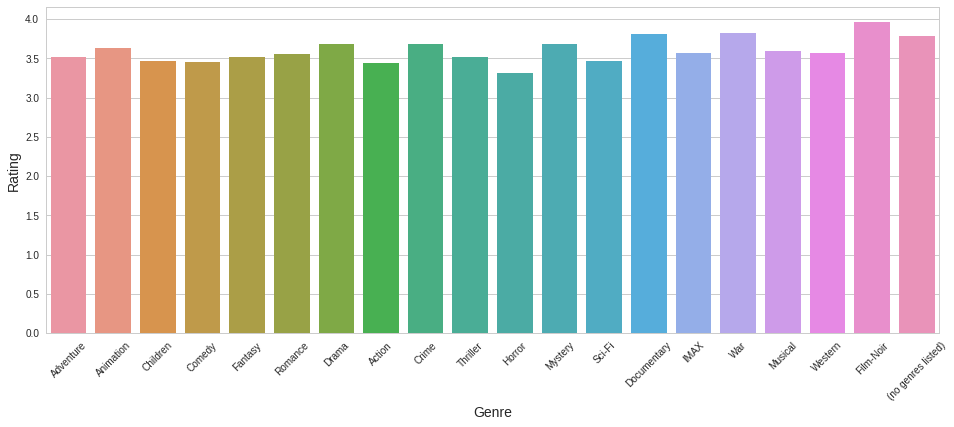 4.0
3.5
3.0
2.5
2.0
1.5
1.0
0.5
0.0
Rating
Adventure
Animation
Children
Comedy
Fantasy
Romance
Drama
Action
Crime
Thriller
Horror
Mystery
Sci-Fi
Documentary
IMAX
War
Musical
Western
Film-Noir
(no genres listed)
Genre